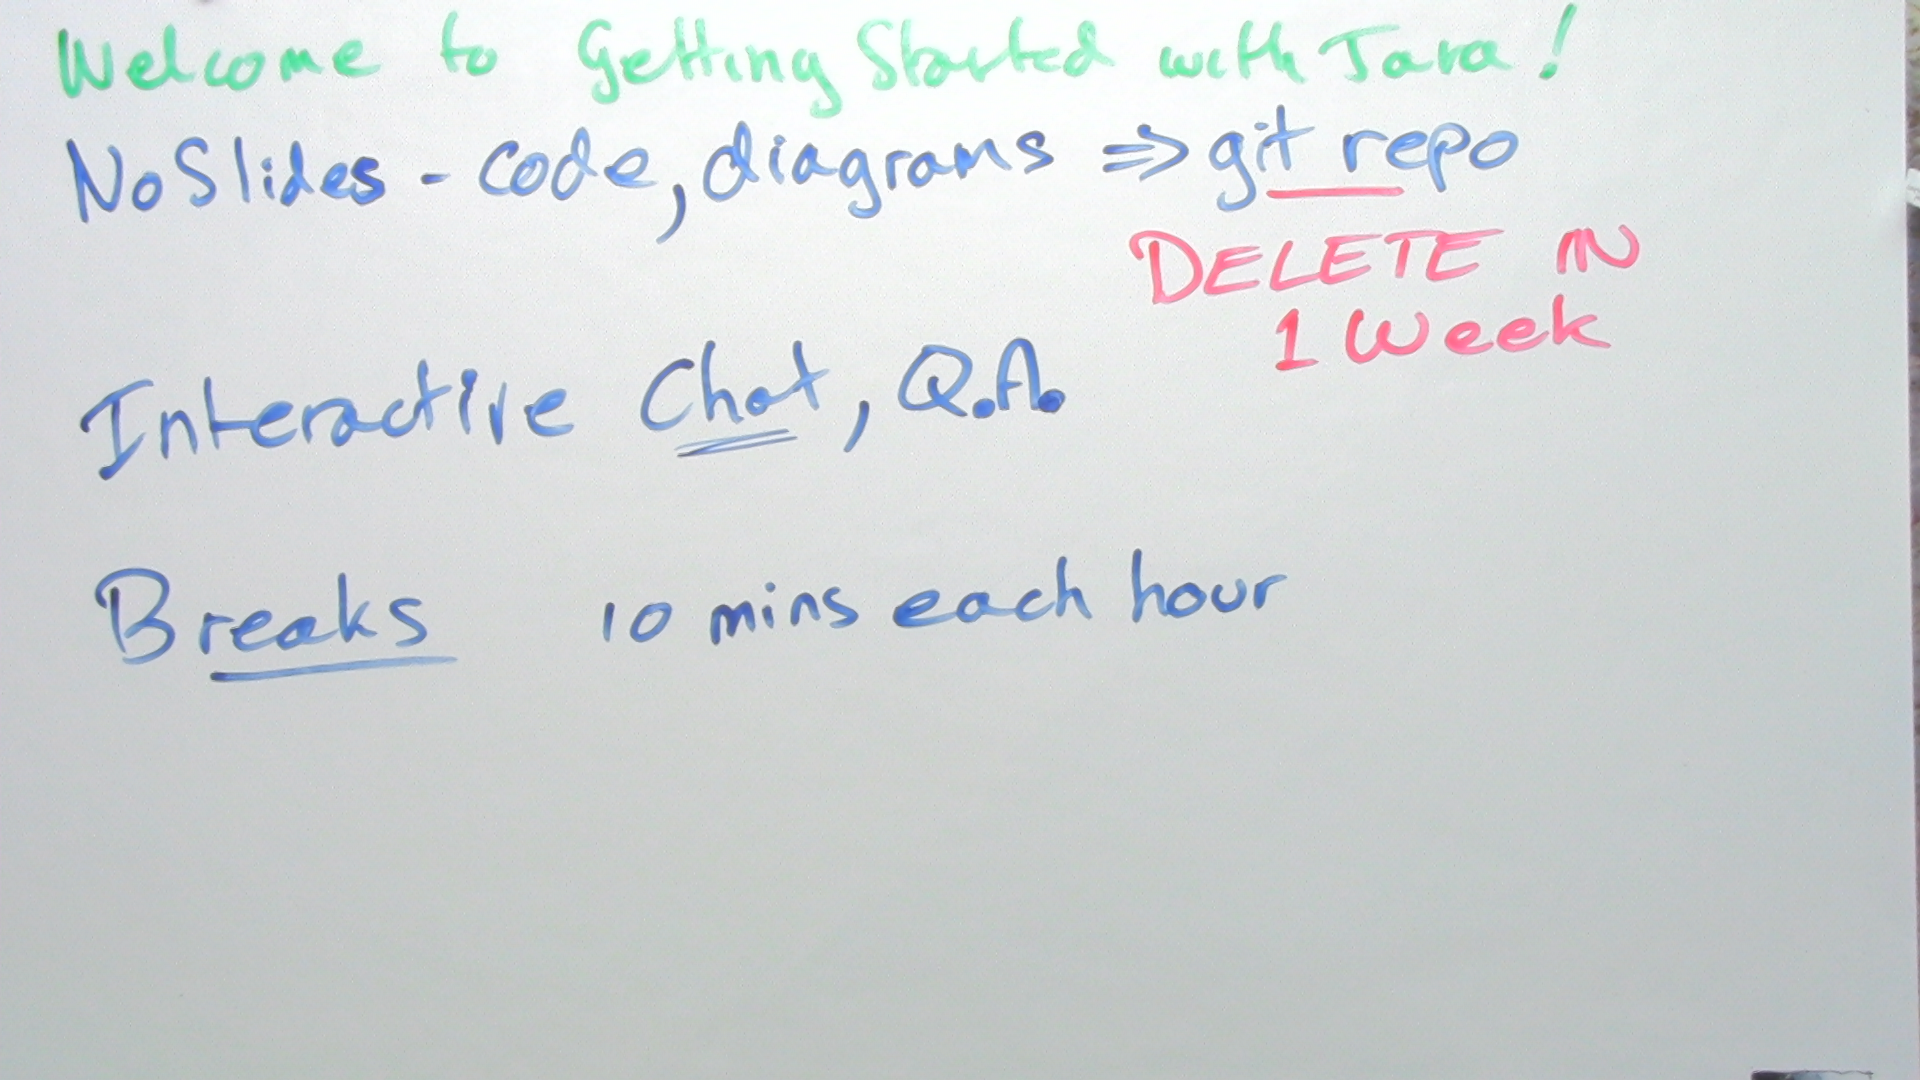 Welcome to Getting Started with Java!
No Slides - code, diagrams ⇒ git repo
DELETE IN
1 Week
Interactive Chat, Q.A.
Breaks 10 mins each hour